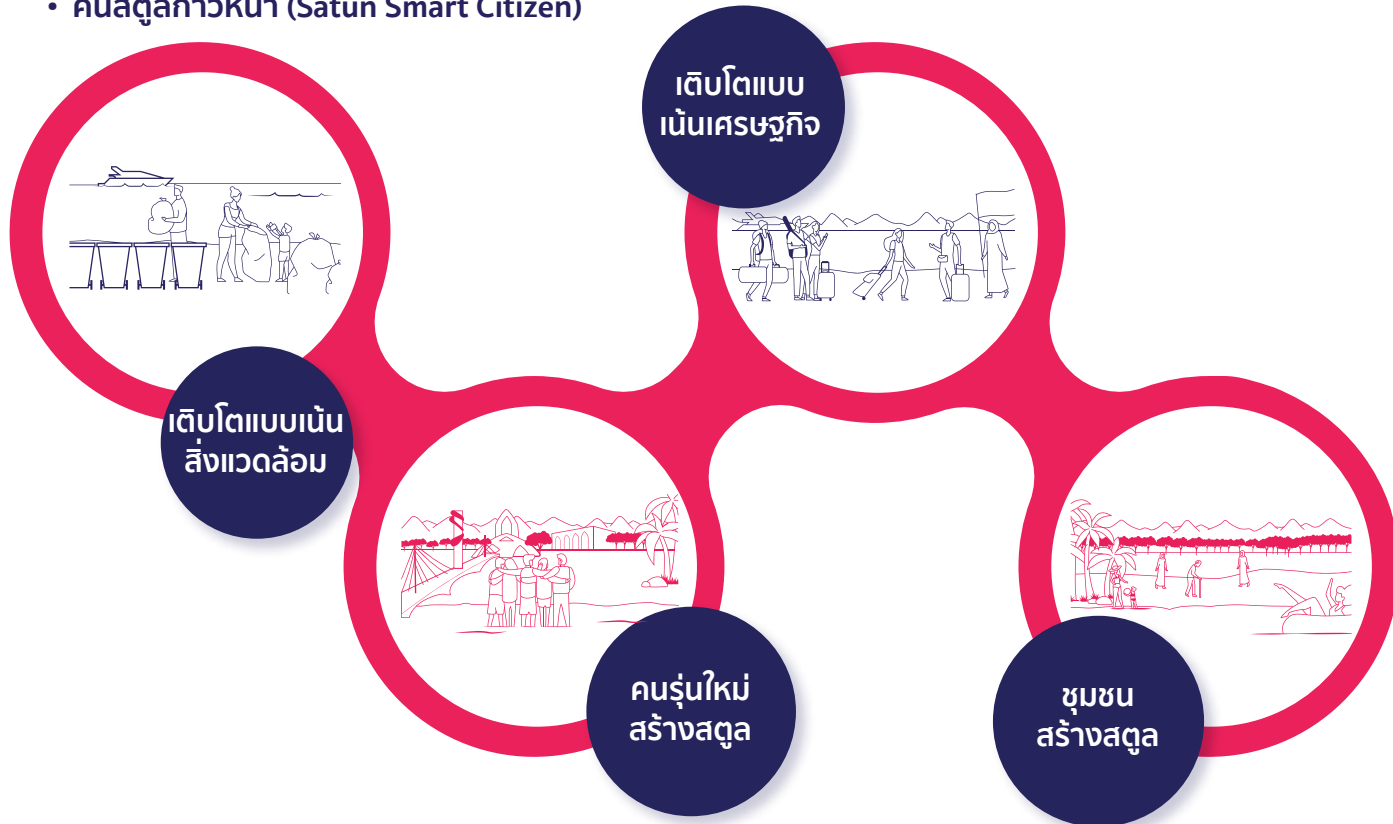 • คนสตูลก้าวหน้า (Satun Smart Citizen)
เติบโตแบบ
เน้นเศรษฐกิจ
เติบโตแบบเน้น
สิ่งแวดล้อม
คนรุ่นใหม่
สร้างสตูล
ชุมชน
สร้างสตูล